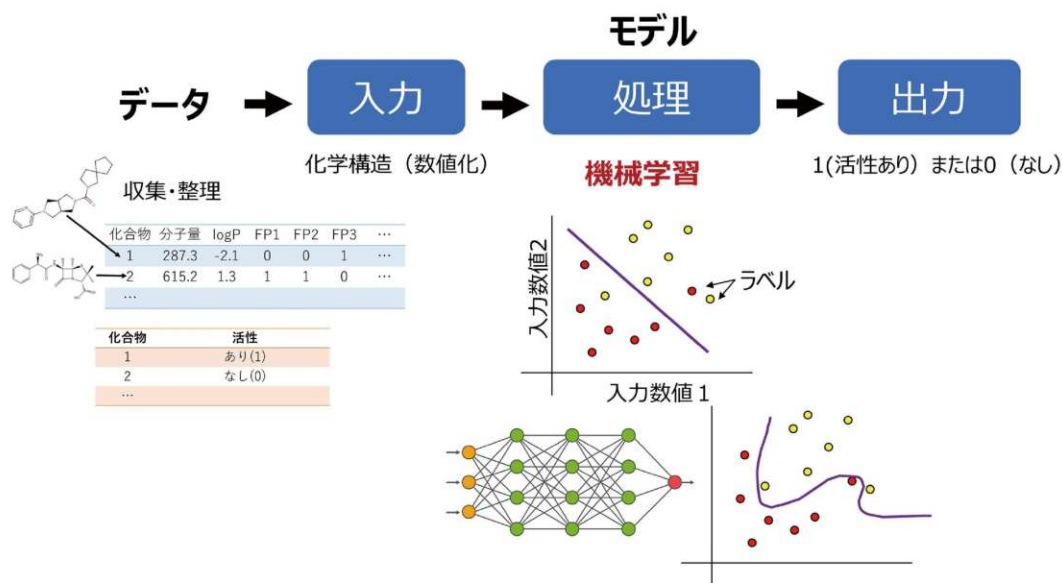 モデル
データ
入力
処理
出力
化学構造（数値化）
機械学習
1(活性あり）または0（なし）
収集・整理
化合物 分子量 logP FP1 FP2 FP3 …
1 287.3 -2.1 0 0 1 …
2 615.2 1.3 1 1 0 …
…
化合物 活性
1 あり(1)
2 なし(0)
…
入力数値2
ラベル
入力数値 1